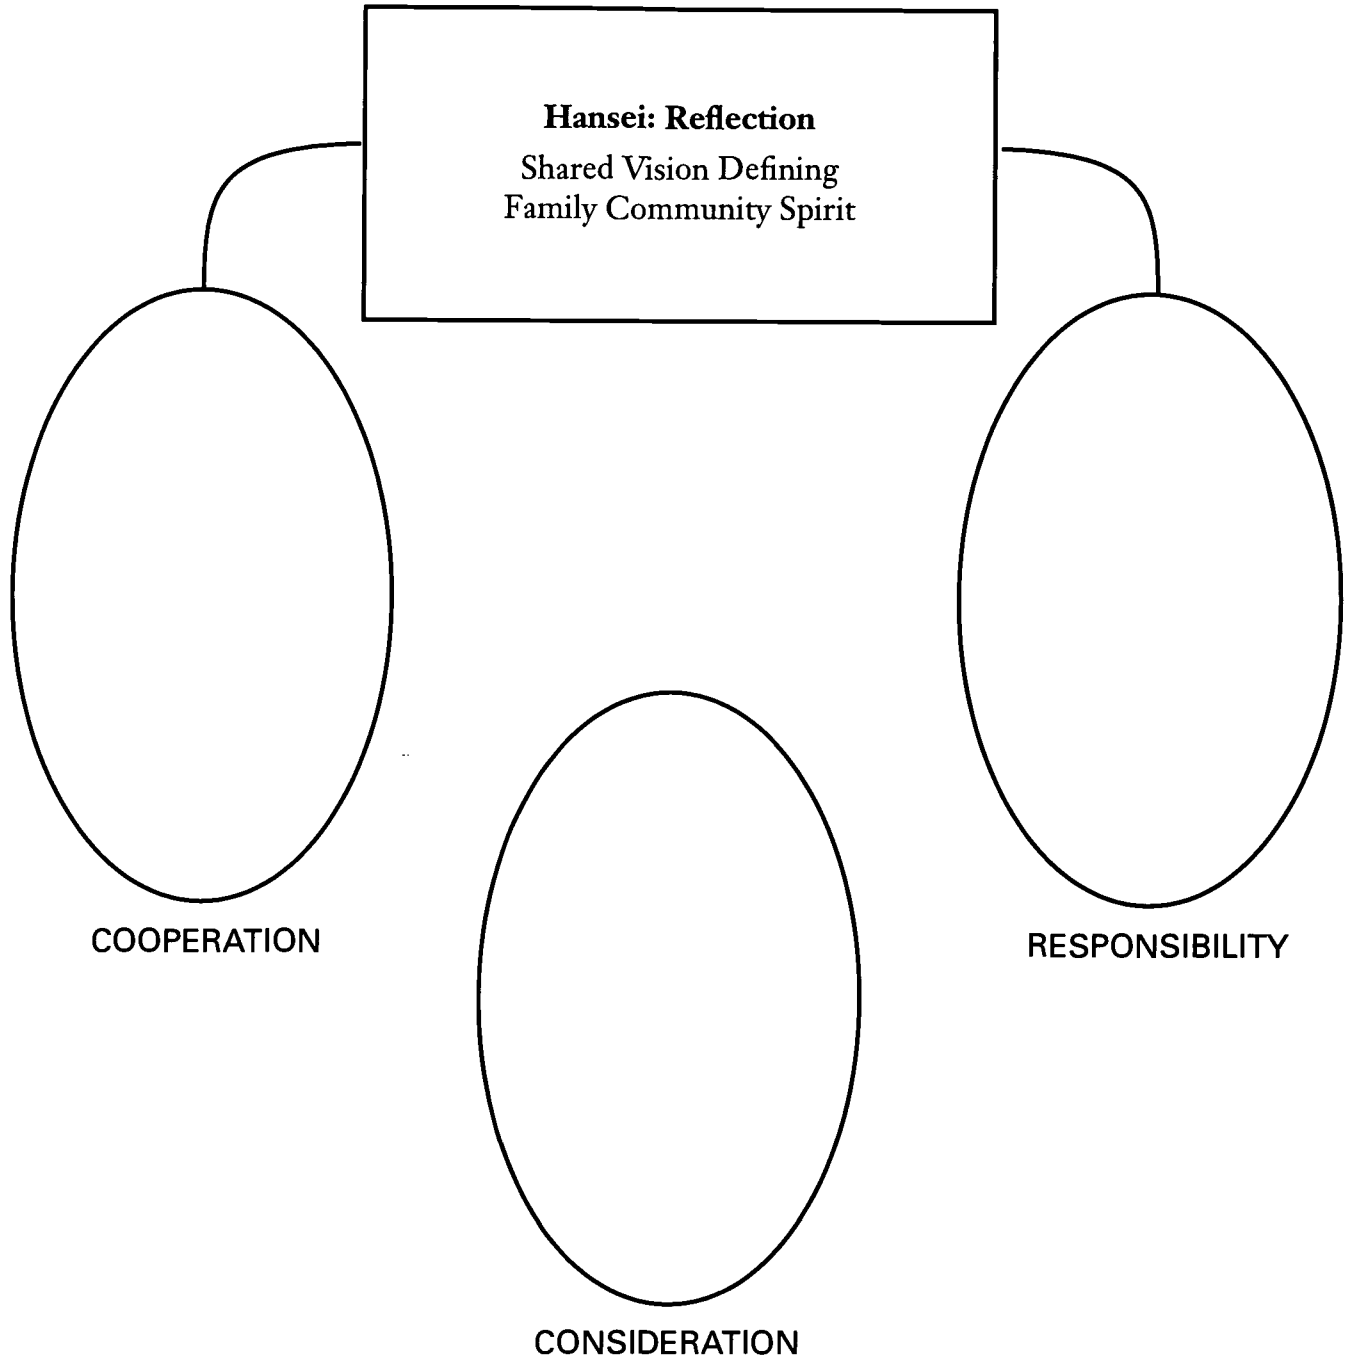 Hansei: Reflection
Shared Vision Defining
Family Community Spirit
COOPERATION
RESPONSIBILITY
CONSIDERATION